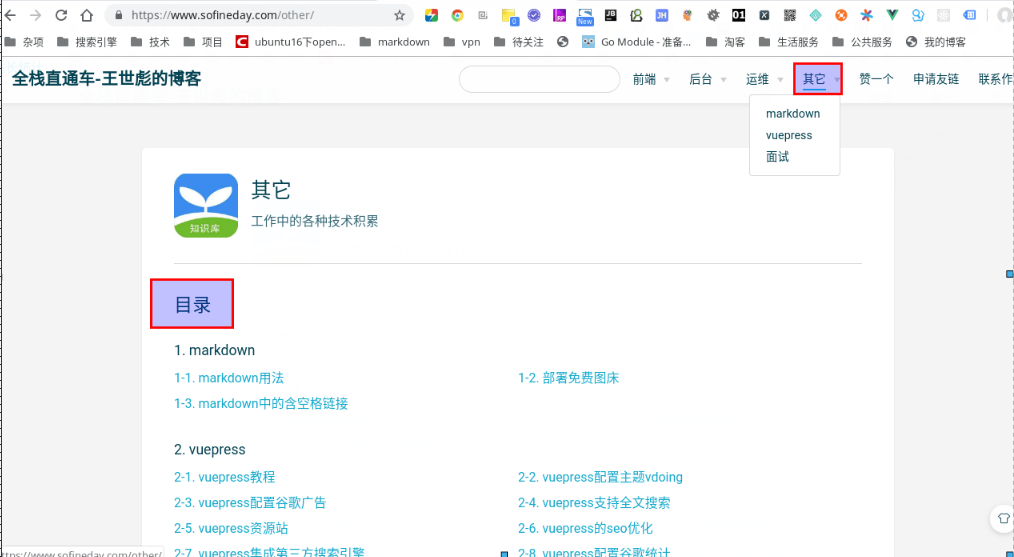 https://www.sofineday.com/other/
杂项 搜索引擎 技术 项目 ubuntu16下open... markdown vpn 待关注 Go Module - 准备... 淘客 生活服务 公共服务 我的博客
全栈直通车-王世彪的博客 前端 后台 运维 其它 赞一个 申请友链 联系作
markdown
vuepress
面试
知识库
其它
工作中的各种技术积累
目录
1. markdown
1-1. markdown用法 1-2. 部署免费图床
1-3. markdown中的含空格链接
2. vuepress
2-1. vuepress教程 2-2. vuepress配置主题vdoing
2-3. vuepress配置谷歌广告 2-4. vuepress支持全文搜索
2-5. vuepress资源站 2-6. vuepress的seo优化
2-7. vuepress集成第三方搜索引擎 2-8. vuepress配置谷歌统计
ttps://www.sofineday.com/other/